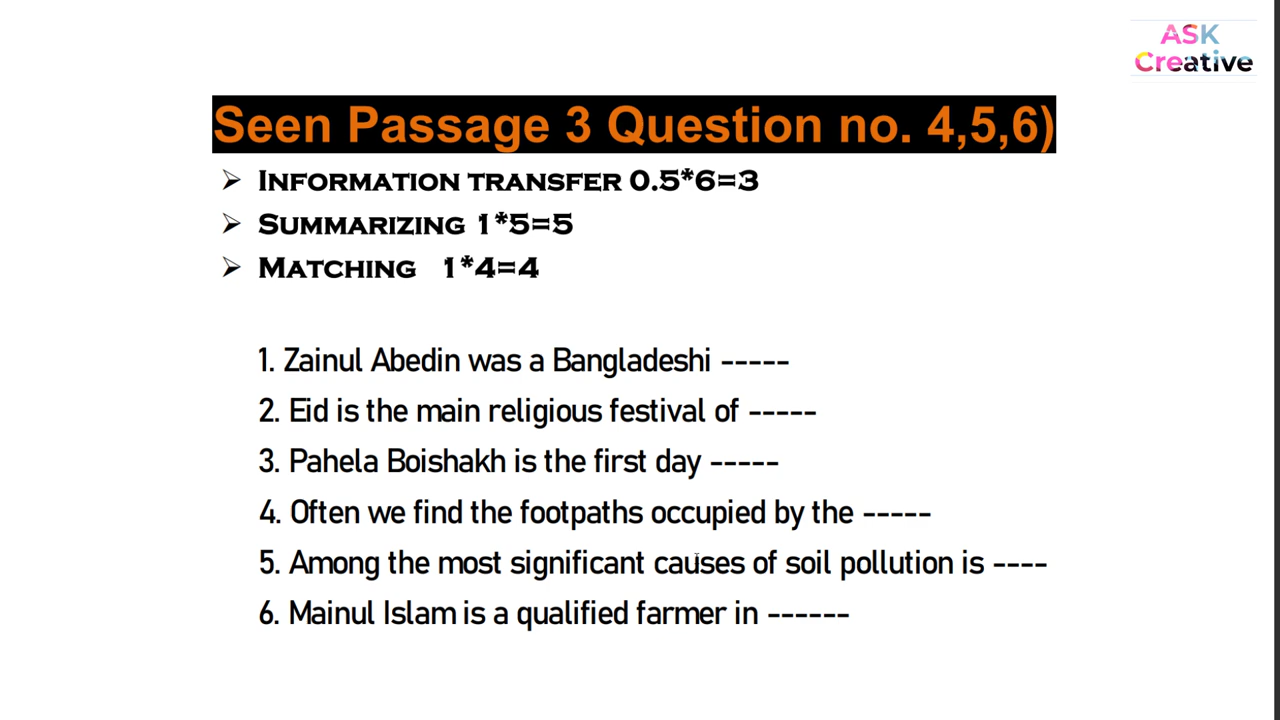 ASK
Creative
Seen Passage 3 Question no. 4,5,6)
➢ Information transfer 0.5*6=3
➢ Summarizing 1*5=5
➢ Matching 1*4=4
1. Zainul Abedin was a Bangladeshi -----
2. Eid is the main religious festival of -----
3. Pahela Boishakh is the first day -----
4. Often we find the footpaths occupied by the -----
5. Among the most significant causes of soil pollution is ----
6. Mainul Islam is a qualified farmer in ------